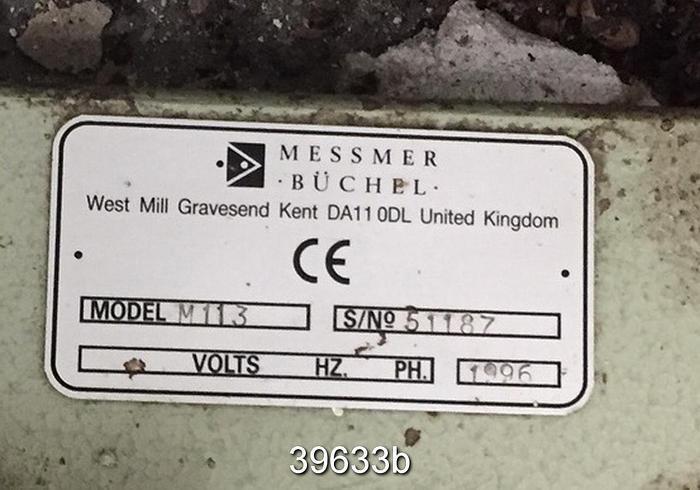 MESSMER
·BÜCHEL·
West Mill Gravesend Kent DA11 0DL United Kingdom
CE
MODEL M113 S/Nº 51187
VOLTS HZ. PH. 1996
39633b